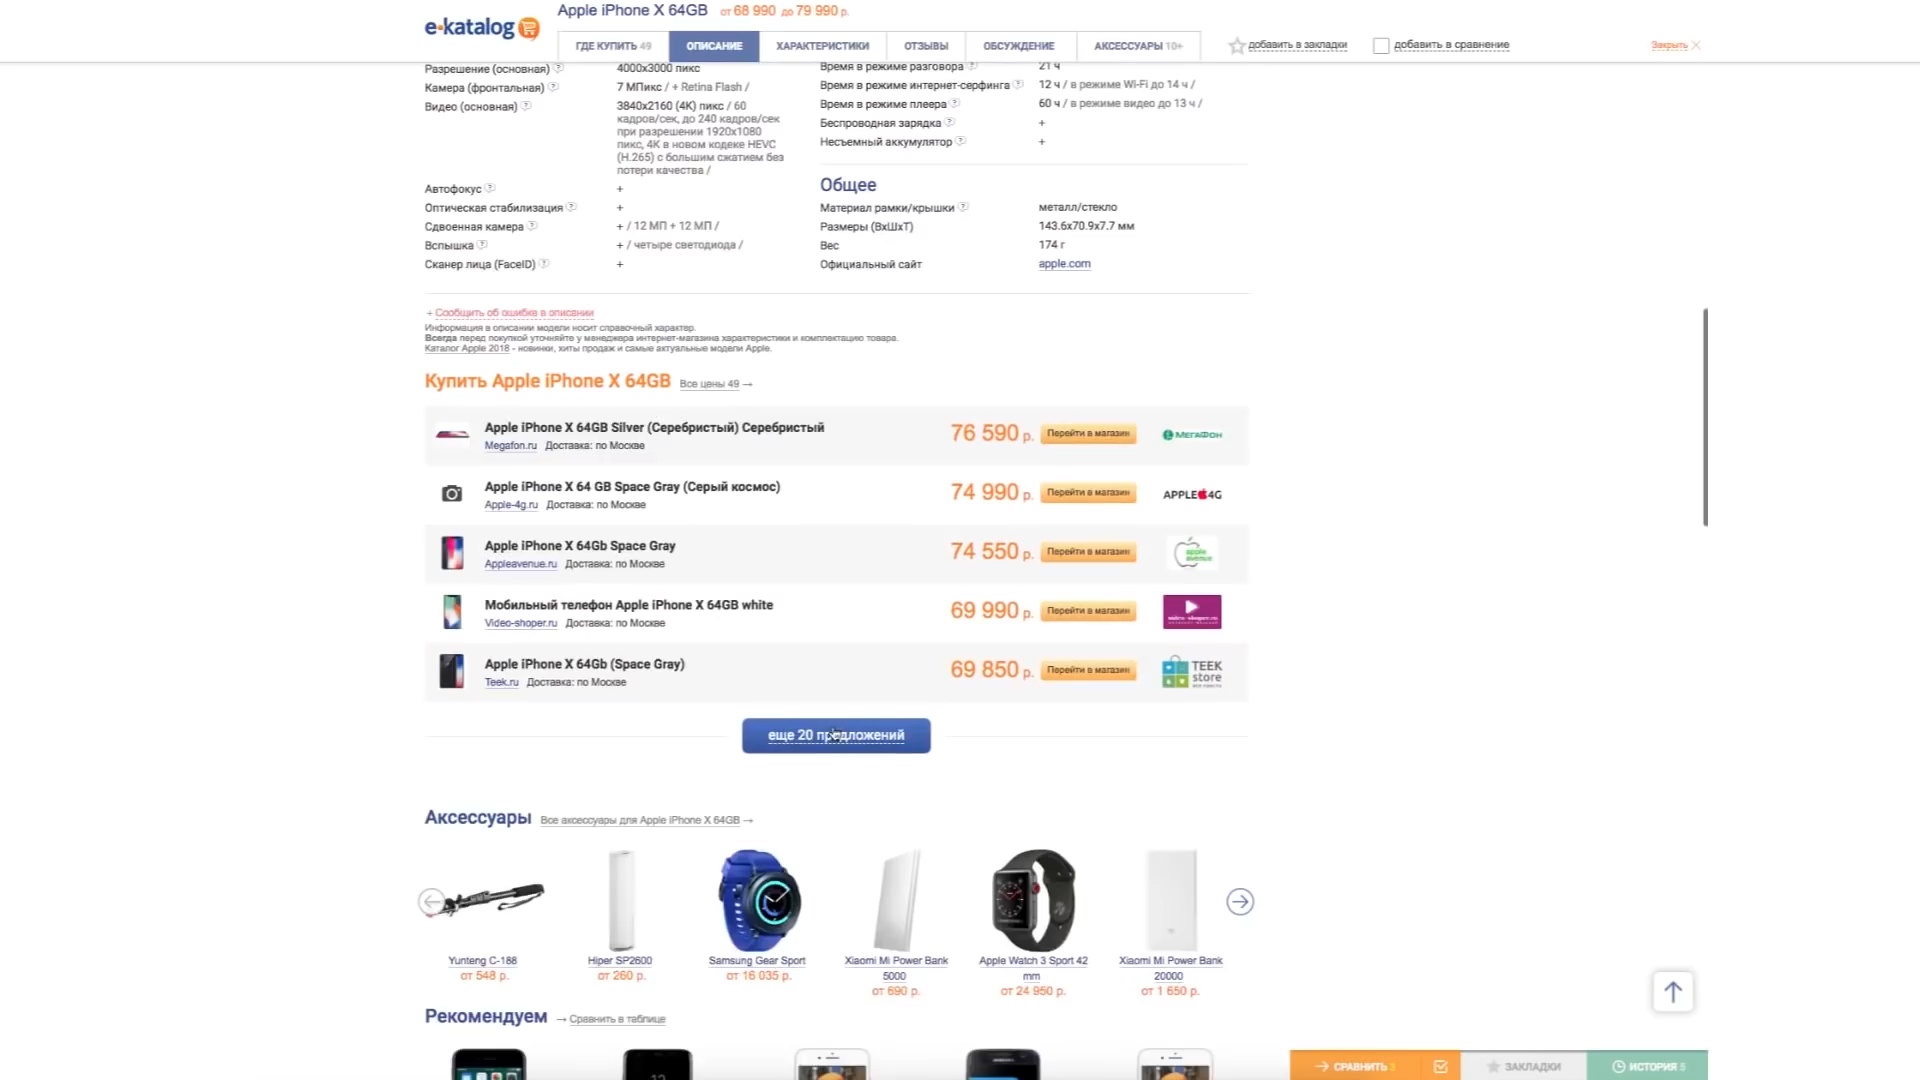 e-katalog
Apple iPhone X 64GB от 68 990 до 79 990 р.
ГДЕ КУПИТЬ 49 ОПИСАНИЕ ХАРАКТЕРИСТИКИ ОТЗЫВЫ ОБСУЖДЕНИЕ АКСЕССУАРЫ 10+ добавить в закладки добавить в сравнение Закрыть
Разрешение (основная) 4000x3000 пикс
Камера (фронтальная) 7 МПикс / + Retina Flash /
Видео (основная) 3840x2160 (4K) пикс / 60
кадров/сек, до 240 кадров/сек
при разрешении 1920x1080
пикс, 4K в новом кодеке HEVC
(H.265) с большим сжатием без
потери качества /
Автофокус +
Оптическая стабилизация +
Сдвоенная камера + / 12 МП + 12 МП /
Вспышка + / четыре светодиода /
Сканер лица (FaceID) +
Время в режиме разговора 21 ч
Время в режиме интернет-серфинга 12 ч / в режиме Wi-Fi до 14 ч /
Время в режиме плеера 60 ч / в режиме видео до 13 ч /
Беспроводная зарядка +
Несъемный аккумулятор +
Общее
Материал рамки/крышки металл/стекло
Размеры (ВхШхТ) 143.6x70.9x7.7 мм
Вес 174 г
Официальный сайт apple.com
+ Сообщить об ошибке в описании
Информация в описании модели носит справочный характер.
Всегда перед покупкой уточняйте у менеджера интернет-магазина характеристики и комплектацию товара.
Каталог Apple 2018 - новинки, хиты продаж и самые актуальные модели Apple.
Купить Apple iPhone X 64GB Все цены 49 →
Apple iPhone X 64GB Silver (Серебристый) Серебристый
Megafon.ru Доставка: по Москве
76 590 р. Перейти в магазин МЕГАФОН
Apple iPhone X 64 GB Space Gray (Серый космос)
Apple-4g.ru Доставка: по Москве
74 990 р. Перейти в магазин APPLE 4G
Apple iPhone X 64Gb Space Gray
Appleavenue.ru Доставка: по Москве
74 550 р. Перейти в магазин apple avenue
Мобильный телефон Apple iPhone X 64GB white
Video-shoper.ru Доставка: по Москве
69 990 р. Перейти в магазин video-shoper.ru
Apple iPhone X 64Gb (Space Gray)
Teek.ru Доставка: по Москве
69 850 р. Перейти в магазин TEEK store
еще 20 предложений
Аксессуары Все аксессуары для Apple iPhone X 64GB →
Yunteng C-188
от 548 р.
Hiper SP2600
от 260 р.
Samsung Gear Sport
от 16 035 р.
Xiaomi Mi Power Bank
5000
от 690 р.
Apple Watch 3 Sport 42
mm
от 24 950 р.
Xiaomi Mi Power Bank
20000
от 1 650 р.
Рекомендуем → Сравнить в таблице
СРАВНИТЬ 3 ЗАКЛАДКИ ИСТОРИЯ 5